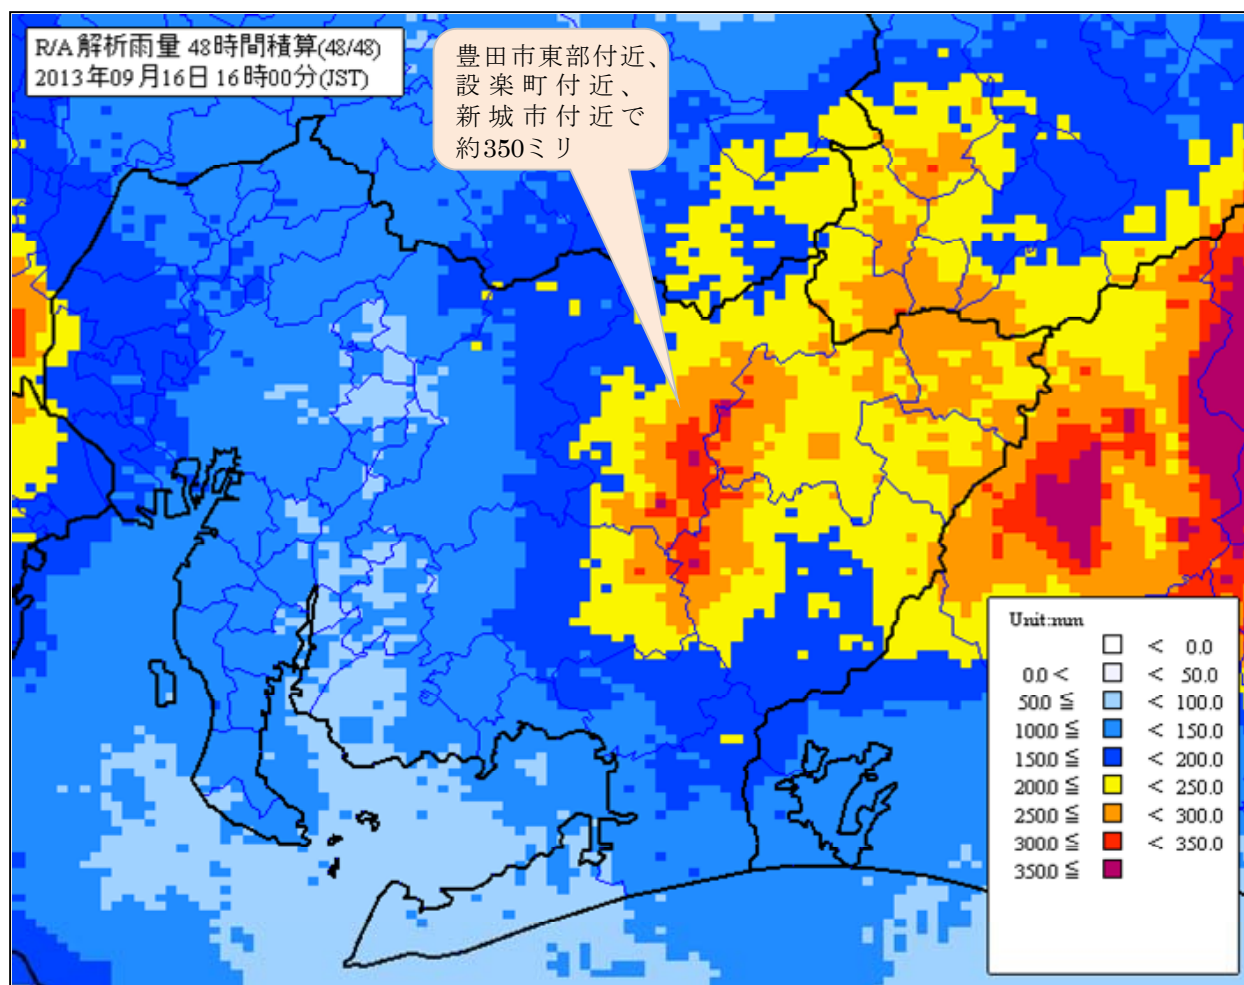 R/A 解析雨量 48時間積算(48/48)
2013年09月16日 16時00分(JST)
豊田市東部付近、
設楽町付近、
新城市付近で
約350ミリ
Unit:mm
< 0.0
0.0 < < 50.0
50.0 ≦ < 100.0
100.0 ≦ < 150.0
150.0 ≦ < 200.0
200.0 ≦ < 250.0
250.0 ≦ < 300.0
300.0 ≦ < 350.0
350.0 ≦